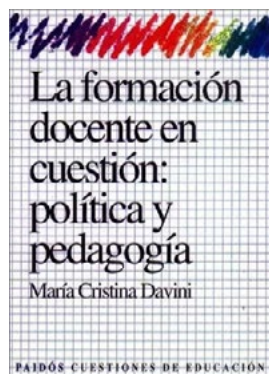 La formación
docente en
cuestión:
política y
pedagogía
María Cristina Davini
PAIDÓS CUESTIONES DE EDUCACIÓN